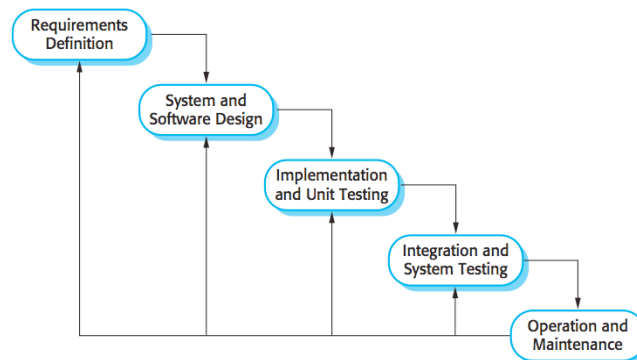 Requirements
Definition
System and
Software Design
Implementation
and Unit Testing
Integration and
System Testing
Operation and
Maintenance